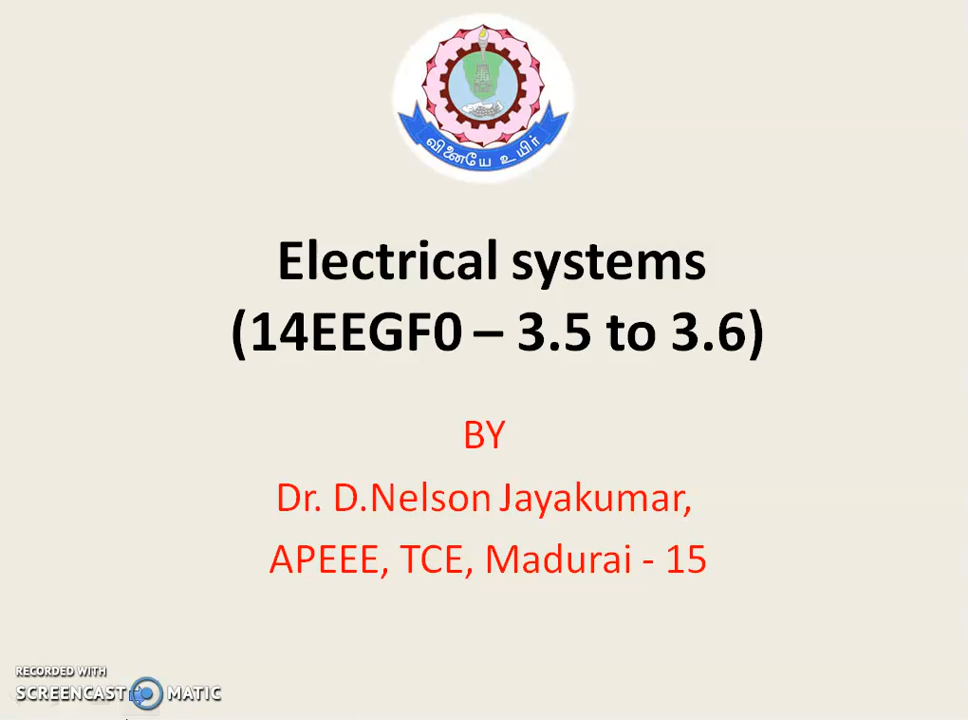 வினையே உயிர்
Electrical systems
(14EEGF0 – 3.5 to 3.6)
BY
Dr. D.Nelson Jayakumar,
APEEE, TCE, Madurai - 15
RECORDED WITH
SCREENCAST MATIC